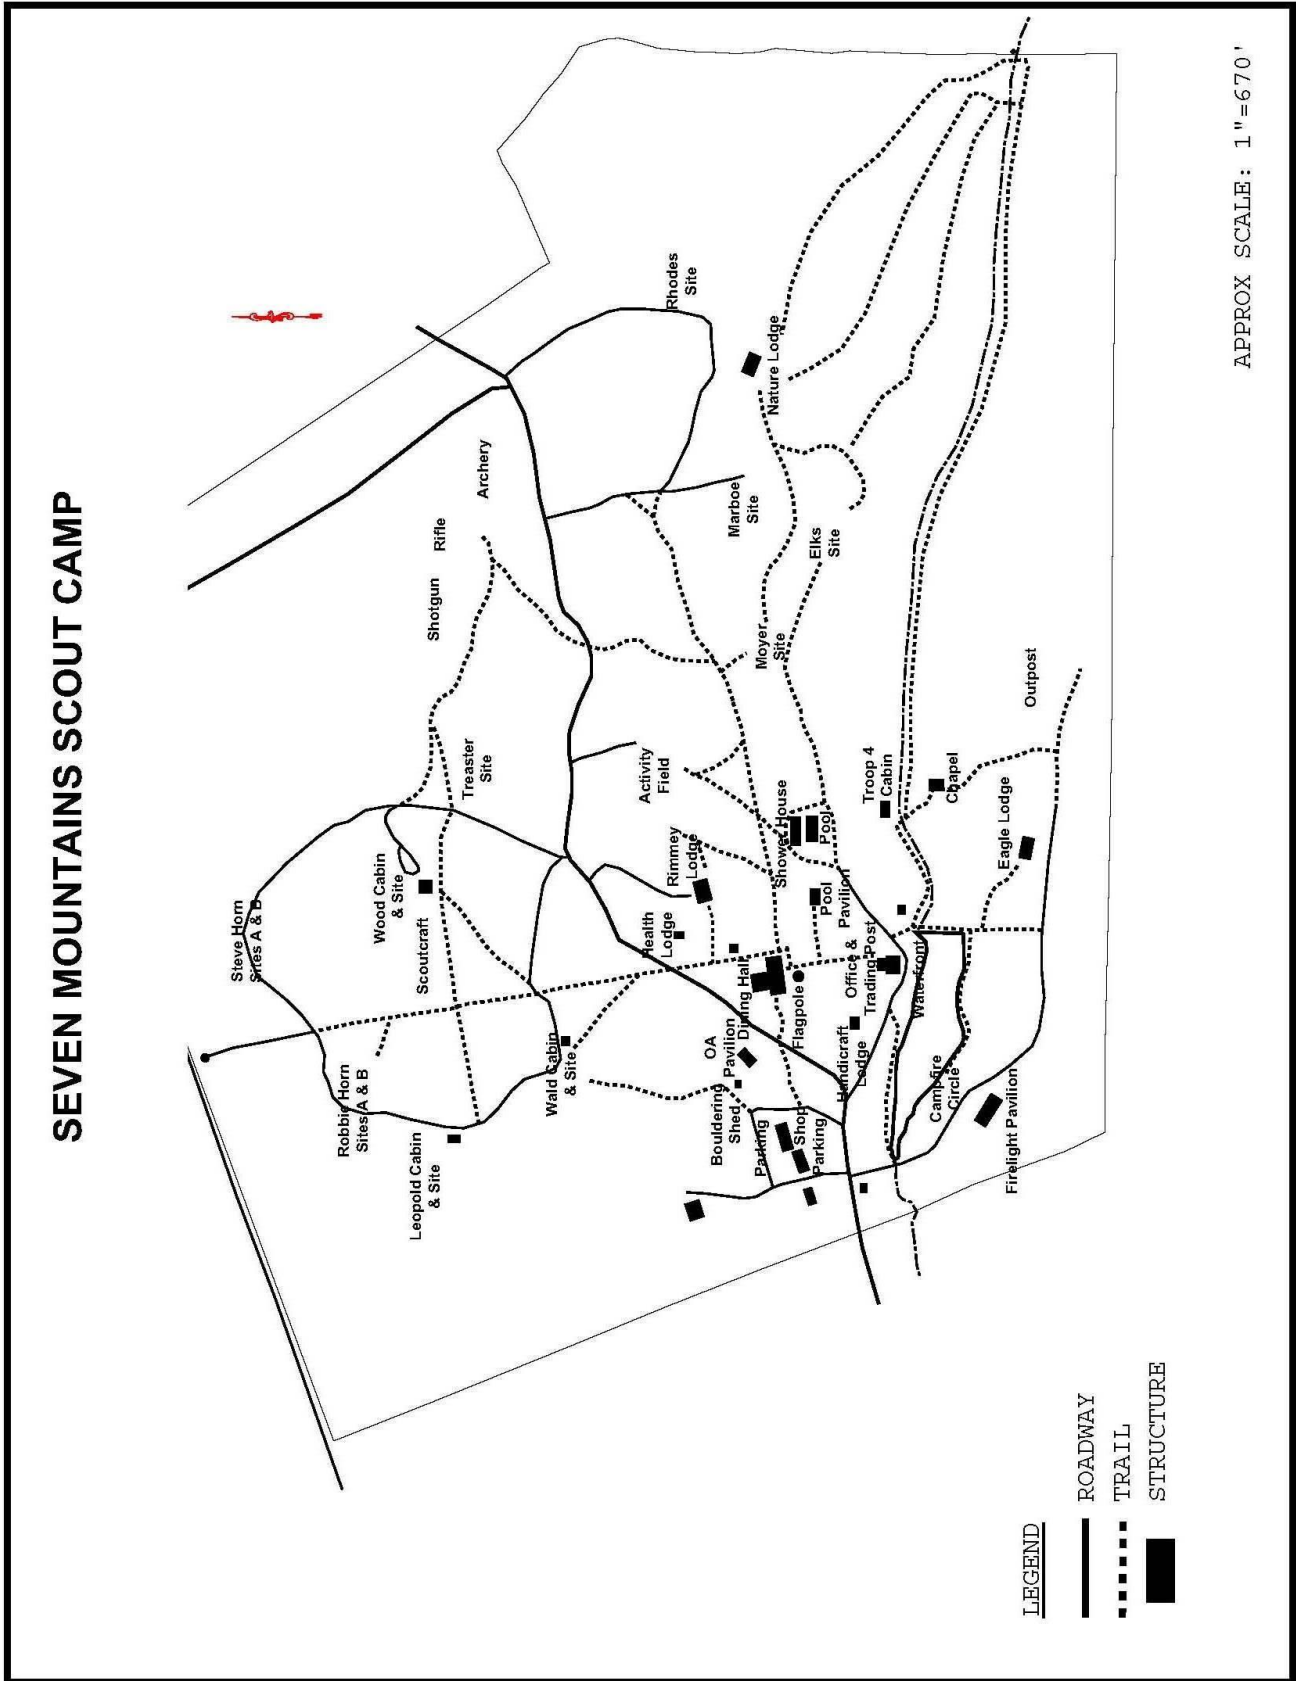 SEVEN MOUNTAINS SCOUT CAMP
Steve Horn
Sites A & B
Robbie Horn
Sites A & B
Leopold Cabin
& Site
Wood Cabin
& Site
Scoutcraft
Treaster
Site
Shotgun
Rifle
Archery
Wald Cabin
& Site
Health
Lodge
Rimmey
Lodge
Activity
Field
Rhodes
Site
Marboe
Site
Nature Lodge
Moyer
Site
Elks
Site
OA
Pavilion
Dining Hall
Bouldering
Shed
Parking
Shop
Parking
Flagpole
Shower House
Pool
Pool
Pavilion
Handicraft
Lodge
Office &
Trading Post
Troop 4
Cabin
Waterfront
Campfire
Circle
Chapel
Eagle Lodge
Outpost
Firelight Pavilion
LEGEND
ROADWAY
TRAIL
STRUCTURE
APPROX SCALE: 1"=670'